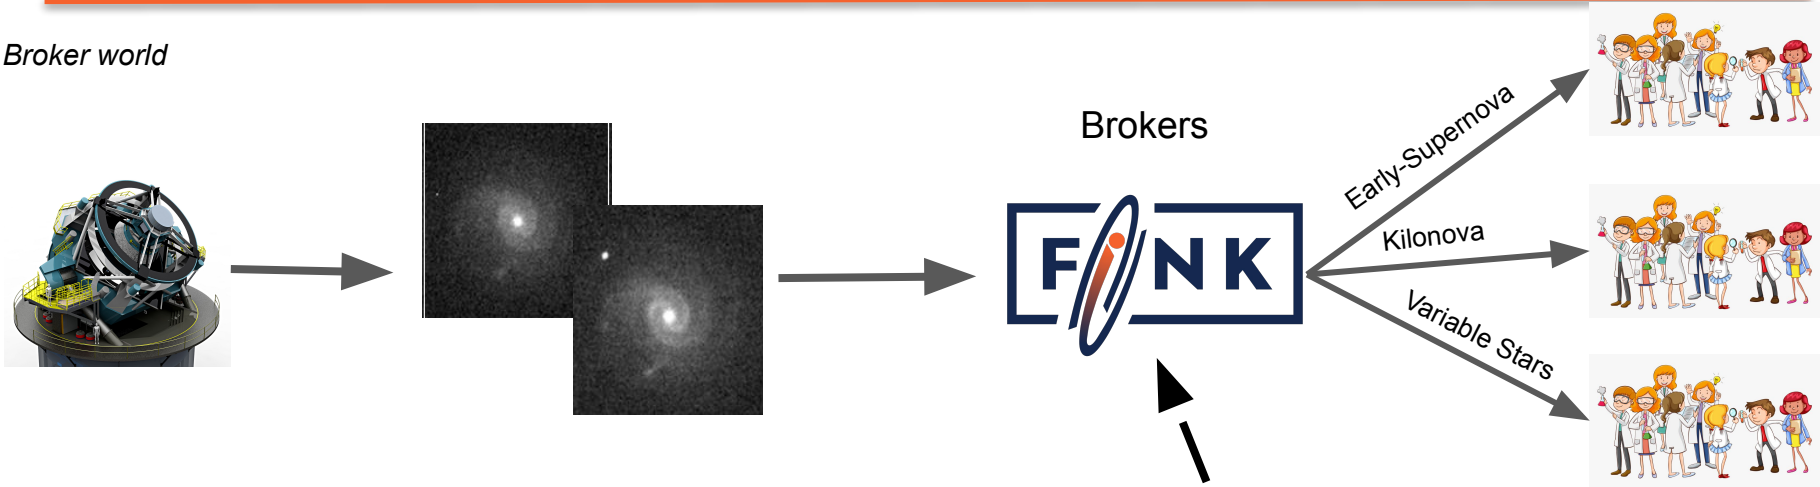 Broker world
Brokers
FiNK
Early-Supernova
Kilonova
Variable Stars